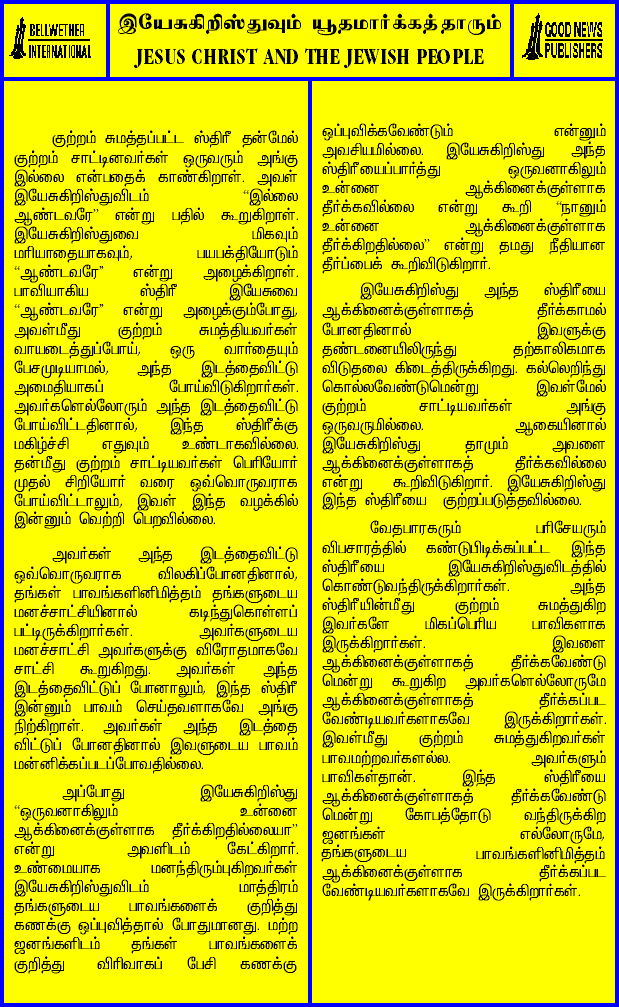 BELLWETHER
INTERNATIONAL
இயேசுகிறிஸ்துவும் யூதமார்க்கத்தாரும்
JESUS CHRIST AND THE JEWISH PEOPLE
GOOD NEWS
PUBLISHERS
குற்றம் சுமத்தப்பட்ட ஸ்திரீ தன்மேல்
குற்றம் சாட்டினவர்கள் ஒருவரும் அங்கு
இல்லை என்பதைக் காண்கிறாள். அவள்
இயேசுகிறிஸ்துவிடம் “இல்லை
ஆண்டவரே” என்று பதில் கூறுகிறாள்.
இயேசுகிறிஸ்துவை மிகவும்
மரியாதையாகவும், பயபக்தியோடும்
“ஆண்டவரே” என்று அழைக்கிறாள்.
பாவியாகிய ஸ்திரீ இயேசுவை
“ஆண்டவரே” என்று அழைக்கும்போது,
அவள்மீது குற்றம் சுமத்தியவர்கள்
வாயடைத்துப்போய், ஒரு வார்தையும்
பேசமுடியாமல், அந்த இடத்தைவிட்டு
அமைதியாகப் போய்விடுகிறார்கள்.
அவர்களெல்லோரும் அந்த இடத்தைவிட்டு
போய்விட்டதினால், இந்த ஸ்திரீக்கு
மகிழ்ச்சி எதுவும் உண்டாகவில்லை.
தன்மீது குற்றம் சாட்டியவர்கள் பெரியோர்
முதல் சிறியோர் வரை ஒவ்வொருவராக
போய்விட்டாலும், இவள் இந்த வழக்கில்
இன்னும் வெற்றி பெறவில்லை.
அவர்கள் அந்த இடத்தைவிட்டு
ஒவ்வொருவராக விலகிப்போனதினால்,
தங்கள் பாவங்களினிமித்தம் தங்களுடைய
மனச்சாட்சியினால் கடிந்துகொள்ளப்
பட்டிருக்கிறார்கள். அவர்களுடைய
மனச்சாட்சி அவர்களுக்கு விரோதமாகவே
சாட்சி கூறுகிறது. அவர்கள் அந்த
இடத்தைவிட்டுப் போனாலும், இந்த ஸ்திரீ
இன்னும் பாவம் செய்தவளாகவே அங்கு
நிற்கிறாள். அவர்கள் அந்த இடத்தை
விட்டுப் போனதினால் இவளுடைய பாவம்
மன்னிக்கப்படப்போவதில்லை.
அப்போது இயேசுகிறிஸ்து
“ஒருவனாகிலும் உன்னை
ஆக்கினைக்குள்ளாக தீர்க்கிறதில்லையா”
என்று அவளிடம் கேட்கிறார்.
உண்மையாக மனந்திரும்புகிறவர்கள்
இயேசுகிறிஸ்துவிடம் மாத்திரம்
தங்களுடைய பாவங்களைக் குறித்து
கணக்கு ஒப்புவித்தால் போதுமானது. மற்ற
ஜனங்களிடம் தங்கள் பாவங்களைக்
குறித்து விரிவாகப் பேசி கணக்கு
ஒப்புவிக்கவேண்டும் என்னும்
அவசியமில்லை. இயேசுகிறிஸ்து அந்த
ஸ்திரீயைப்பார்த்து ஒருவனாகிலும்
உன்னை ஆக்கினைக்குள்ளாக
தீர்க்கவில்லை என்று கூறி “நானும்
உன்னை ஆக்கினைக்குள்ளாக
தீர்க்கிறதில்லை” என்று தமது நீதியான
தீர்ப்பைக் கூறிவிடுகிறார்.
இயேசுகிறிஸ்து அந்த ஸ்திரீயை
ஆக்கினைக்குள்ளாகத் தீர்க்காமல்
போனதினால் இவளுக்கு
தண்டனையிலிருந்து தற்காலிகமாக
விடுதலை கிடைத்திருக்கிறது. கல்லெறிந்து
கொல்லவேண்டுமென்று இவள்மேல்
குற்றம் சாட்டியவர்கள் அங்கு
ஒருவருமில்லை. ஆகையினால்
இயேசுகிறிஸ்து தாமும் அவளை
ஆக்கினைக்குள்ளாகத் தீர்க்கவில்லை
என்று கூறிவிடுகிறார். இயேசுகிறிஸ்து
இந்த ஸ்திரீயை குற்றப்படுத்தவில்லை.
வேதபாரகரும் பரிசேயரும்
விபசாரத்தில் கண்டுபிடிக்கப்பட்ட இந்த
ஸ்திரீயை இயேசுகிறிஸ்துவிடத்தில்
கொண்டுவந்திருக்கிறார்கள். அந்த
ஸ்திரீயின்மீது குற்றம் சுமத்துகிற
இவர்களே மிகப்பெரிய பாவிகளாக
இருக்கிறார்கள். இவளை
ஆக்கினைக்குள்ளாகத் தீர்க்கவேண்டு
மென்று கூறுகிற அவர்களெல்லோருமே
ஆக்கினைக்குள்ளாகத் தீர்க்கப்பட
வேண்டியவர்களாகவே இருக்கிறார்கள்.
இவள்மீது குற்றம் சுமத்துகிறவர்கள்
பாவமற்றவர்களல்ல. அவர்களும்
பாவிகள்தான். இந்த ஸ்திரீயை
ஆக்கினைக்குள்ளாகத் தீர்க்கவேண்டு
மென்று கோபத்தோடு வந்திருக்கிற
ஜனங்கள் எல்லோருமே,
தங்களுடைய பாவங்களினிமித்தம்
ஆக்கினைக்குள்ளாக தீர்க்கப்பட
வேண்டியவர்களாகவே இருக்கிறார்கள்.